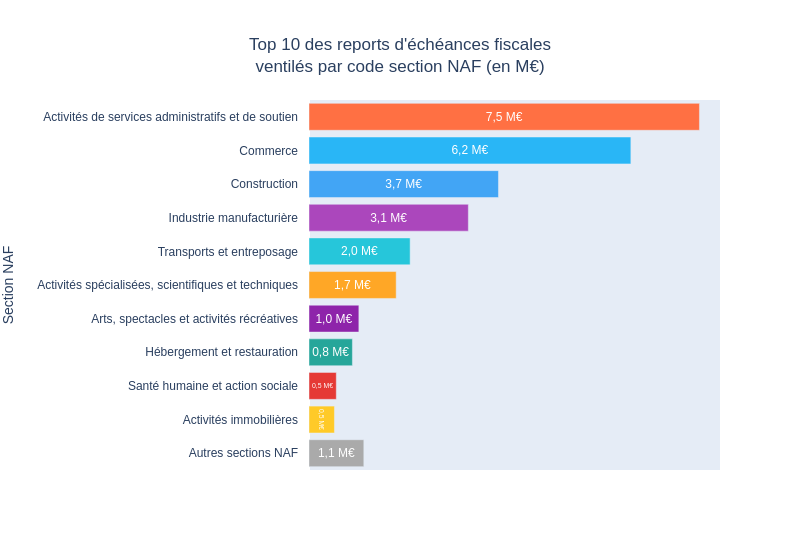 Top 10 des reports d'échéances fiscales
ventilés par code section NAF (en M€)
Section NAF
Activités de services administratifs et de soutien 7,5 M€
Commerce 6,2 M€
Construction 3,7 M€
Industrie manufacturière 3,1 M€
Transports et entreposage 2,0 M€
Activités spécialisées, scientifiques et techniques 1,7 M€
Arts, spectacles et activités récréatives 1,0 M€
Hébergement et restauration 0,8 M€
Santé humaine et action sociale 0,5 M€
Activités immobilières 0,5 M€
Autres sections NAF 1,1 M€